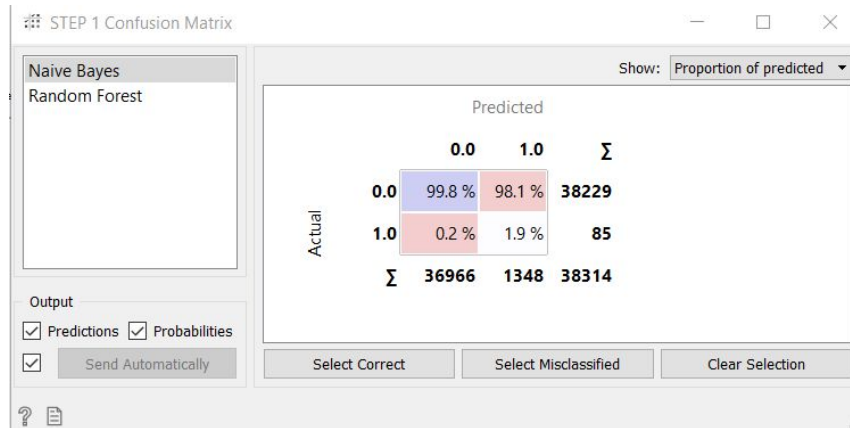 STEP 1 Confusion Matrix
Naive Bayes
Random Forest
Output
Predictions Probabilities
Send Automatically
?
Show: Proportion of predicted
Predicted
0.0 1.0 Σ
Actual
0.0 99.8 % 98.1 % 38229
1.0 0.2 % 1.9 % 85
Σ 36966 1348 38314
Select Correct Select Misclassified Clear Selection